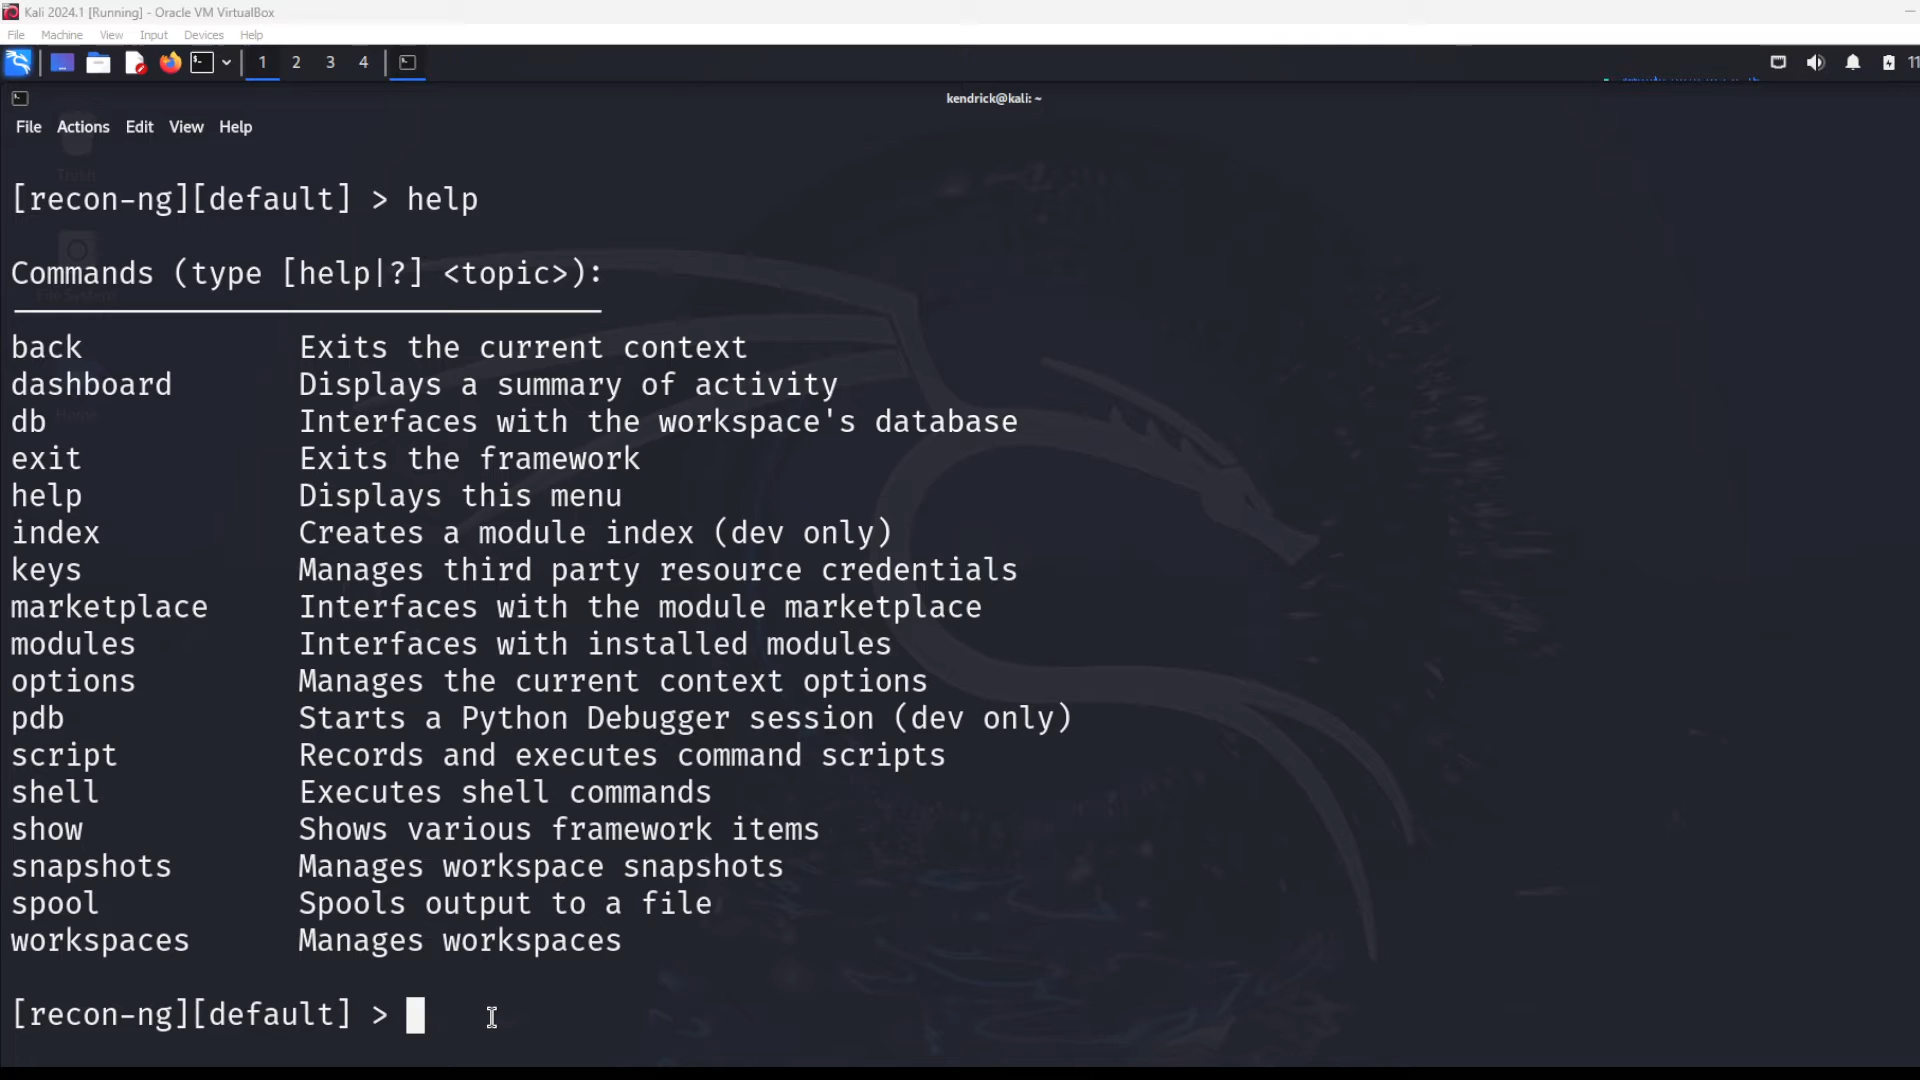 Kali 2024.1 [Running] - Oracle VM VirtualBox
File Machine View Input Devices Help
1 2 3 4
kendrick@kali: ~
File Actions Edit View Help
Trash
[recon-ng][default] > help
File System
Commands (type [help|?] <topic>):
back Exits the current context
dashboard Displays a summary of activity
Home
db Interfaces with the workspace's database
exit Exits the framework
help Displays this menu
index Creates a module index (dev only)
keys Manages third party resource credentials
marketplace Interfaces with the module marketplace
modules Interfaces with installed modules
options Manages the current context options
pdb Starts a Python Debugger session (dev only)
script Records and executes command scripts
shell Executes shell commands
show Shows various framework items
snapshots Manages workspace snapshots
spool Spools output to a file
workspaces Manages workspaces
[recon-ng][default] >